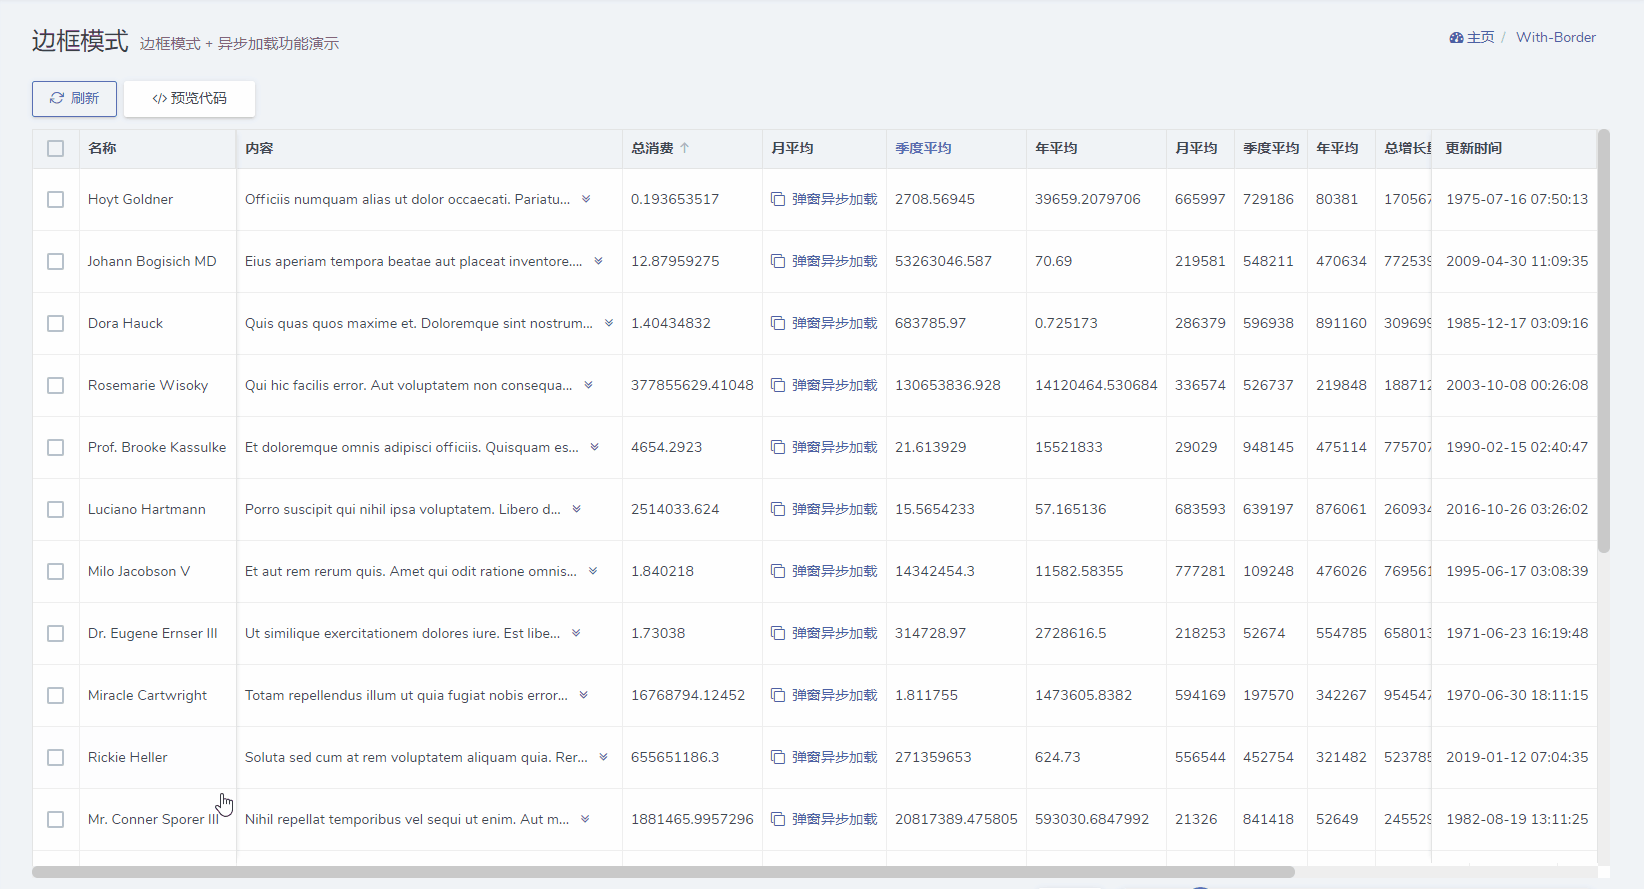 边框模式 边框模式 + 异步加载功能演示
主页 / With-Border
刷新 预览代码
名称 内容 总消费 月平均 季度平均 年平均 月平均 季度平均 年平均 总增长 更新时间
Hoyt Goldner Officiis numquam alias ut dolor occaecati. Pariatu... 0.193653517 弹窗异步加载 2708.56945 39659.2079706 665997 729186 80381 170567 1975-07-16 07:50:13
Johann Bogisich MD Eius aperiam tempora beatae aut placeat inventore.... 12.87959275 弹窗异步加载 53263046.587 70.69 219581 548211 470634 772539 2009-04-30 11:09:35
Dora Hauck Quis quas quos maxime et. Doloremque sint nostrum... 1.40434832 弹窗异步加载 683785.97 0.725173 286379 596938 891160 309699 1985-12-17 03:09:16
Rosemarie Wisoky Qui hic facilis error. Aut voluptatem non consequa... 377855629.41048 弹窗异步加载 130653836.928 14120464.530684 336574 526737 219848 188712 2003-10-08 00:26:08
Prof. Brooke Kassulke Et doloremque omnis adipisci officiis. Quisquam es... 4654.2923 弹窗异步加载 21.613929 15521833 29029 948145 475114 775707 1990-02-15 02:40:47
Luciano Hartmann Porro suscipit qui nihil ipsa voluptatem. Libero d... 2514033.624 弹窗异步加载 15.5654233 57.165136 683593 639197 876061 260934 2016-10-26 03:26:02
Milo Jacobson V Et aut rem rerum quis. Amet qui odit ratione omnis... 1.840218 弹窗异步加载 14342454.3 11582.58355 777281 109248 476026 769561 1995-06-17 03:08:39
Dr. Eugene Ernser III Ut similique exercitationem dolores iure. Est libe... 1.73038 弹窗异步加载 314728.97 2728616.5 218253 52674 554785 658013 1971-06-23 16:19:48
Miracle Cartwright Totam repellendus illum ut quia fugiat nobis error... 16768794.12452 弹窗异步加载 1.811755 1473605.8382 594169 197570 342267 954547 1970-06-30 18:11:15
Rickie Heller Soluta sed cum at rem voluptatem aliquam quia. Rer... 655651186.3 弹窗异步加载 271359653 624.73 556544 452754 321482 523785 2019-01-12 07:04:35
Mr. Conner Sporer III Nihil repellat temporibus vel sequi ut enim. Aut m... 1881465.9957296 弹窗异步加载 20817389.475805 593030.6847992 21326 841418 52649 245529 1982-08-19 13:11:25